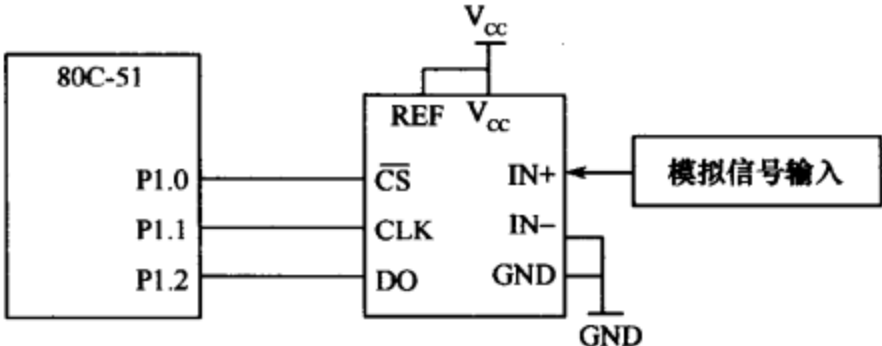 V_CC
80C-51
REF V_CC
P1.0 C̅S̅ IN+ 模拟信号输入
P1.1 CLK IN−
P1.2 DO GND
GND